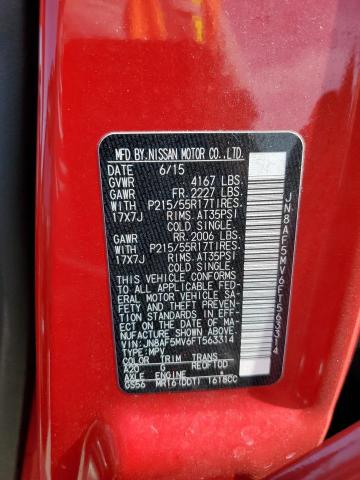 MFD.BY.NISSAN MOTOR CO.,LTD.
DATE 6/15
GVWR 4167 LBS.
GAWR FR. 2227 LBS.
WITH P215/55R17TIRES.
17X7J RIMS. AT35PSI
COLD SINGLE.
GAWR RR. 2006 LBS.
WITH P215/55R17TIRES.
17X7J RIMS. AT35PSI
COLD SINGLE.
THIS VEHICLE CONFORMS
TO ALL APPLICABLE FED-
ERAL MOTOR VEHICLE SA-
FETY AND THEFT PREVEN-
TION STANDARDS IN EFF-
ECT ON THE DATE OF MA-
NUFACTURE SHOWN ABOVE.
VIN: JN8AF5MV6FT563314
TYPE:MPV
COLOR TRIM TRANS
A20 G RE0F10D
AXLE ENGINE
GS56 MR16(DDT) 1618CC
JN8AF5MV6FT563314